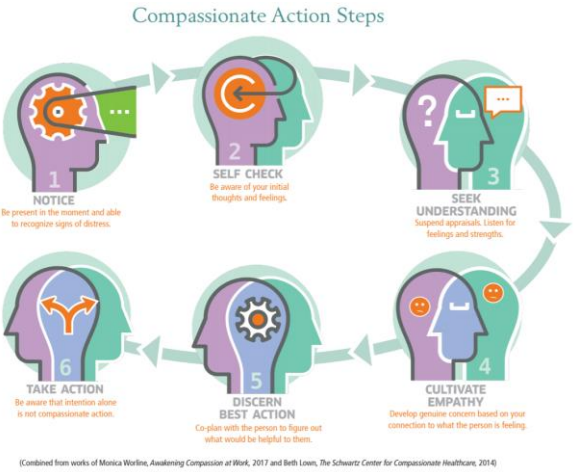 Compassionate Action Steps
...
1
NOTICE
Be present in the moment and able
to recognize signs of distress.
2
SELF CHECK
Be aware of your initial
thoughts and feelings.
?
...
3
SEEK
UNDERSTANDING
Suspend appraisals. Listen for
feelings and strengths.
4
CULTIVATE
EMPATHY
Develop genuine concern based on your
connection to what the person is feeling.
5
DISCERN
BEST ACTION
Co-plan with the person to figure out
what would be helpful to them.
6
TAKE ACTION
Be aware that intention alone
is not compassionate action.
(Combined from works of Monica Worline, Awakening Compassion at Work, 2017 and Beth Lown, The Schwartz Center for Compassionate Healthcare, 2014)